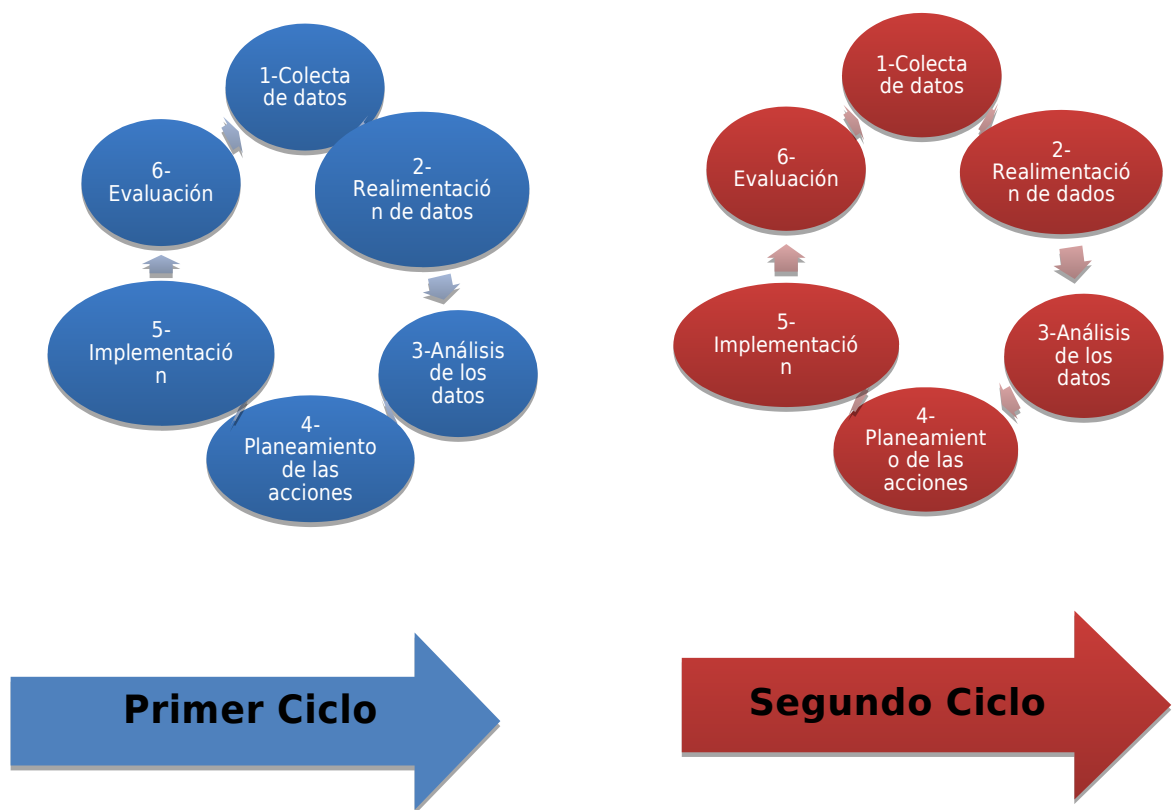 1-Colecta
de datos
2-
Realimentació
n de datos
3-Análisis
de los
datos
4-
Planeamiento
de las
acciones
5-
Implementació
n
6-
Evaluación
Primer Ciclo
1-Colecta
de datos
2-
Realimentació
n de dados
3-Análisis
de los
datos
4-
Planeamient
o de las
acciones
5-
Implementació
n
6-
Evaluación
Segundo Ciclo